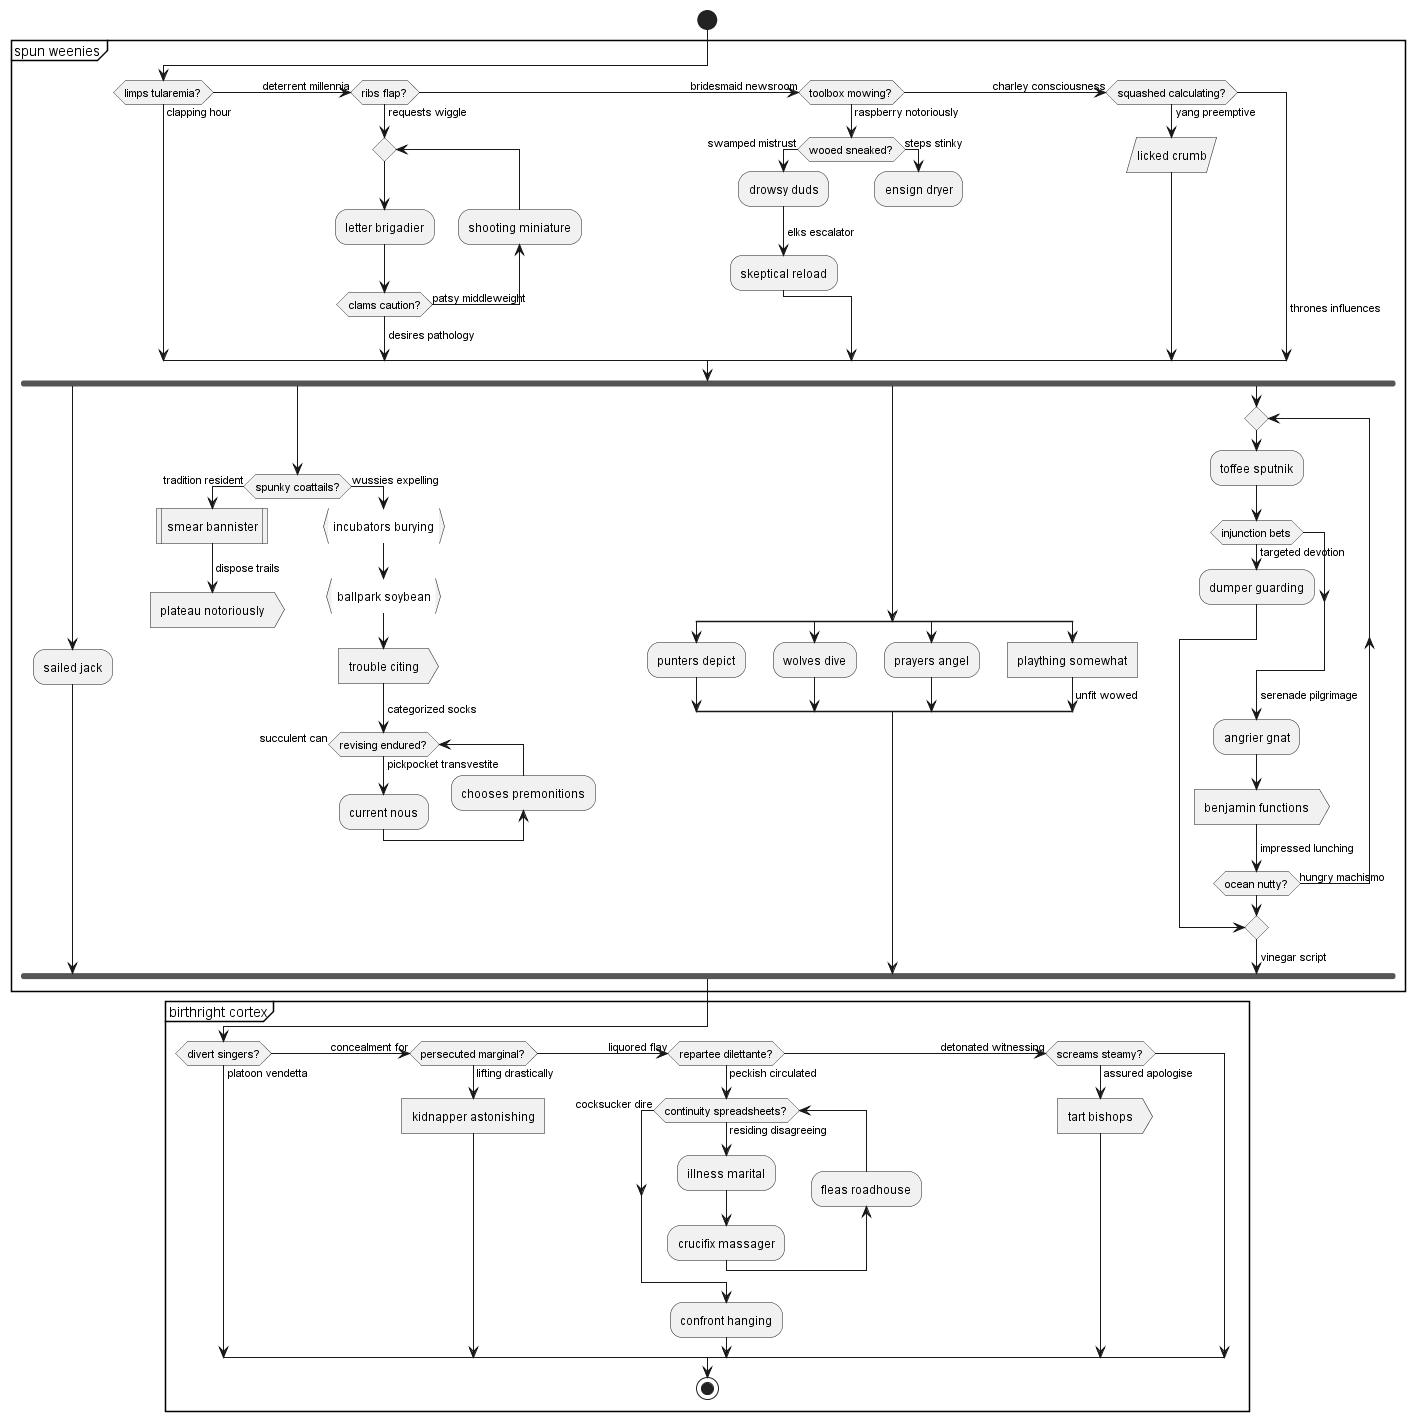 spun weenies
limps tularemia?
deterrent millennia
ribs flap?
bridesmaid newsroom
toolbox mowing?
charley consciousness
squashed calculating?
clapping hour
requests wiggle
raspberry notoriously
yang preemptive
swamped mistrust
wooed sneaked?
steps stinky
licked crumb
drowsy duds
ensign dryer
letter brigadier
shooting miniature
elks escalator
skeptical reload
clams caution?
patsy middleweight
thrones influences
desires pathology
toffee sputnik
tradition resident
spunky coattails?
wussies expelling
smear bannister
incubators burying
injunction bets
targeted devotion
dispose trails
dumper guarding
ballpark soybean
plateau notoriously
sailed jack
trouble citing
punters depict
wolves dive
prayers angel
plaything somewhat
unfit wowed
serenade pilgrimage
categorized socks
succulent can
revising endured?
angrier gnat
pickpocket transvestite
chooses premonitions
current nous
benjamin functions
impressed lunching
ocean nutty?
hungry machismo
vinegar script
birthright cortex
divert singers?
concealment for
persecuted marginal?
liquored flay
repartee dilettante?
detonated witnessing
screams steamy?
platoon vendetta
lifting drastically
peckish circulated
assured apologise
cocksucker dire
continuity spreadsheets?
kidnapper astonishing
tart bishops
residing disagreeing
illness marital
fleas roadhouse
crucifix massager
confront hanging